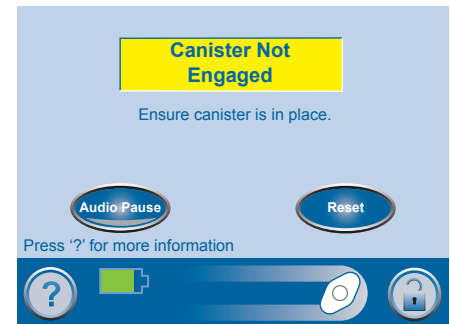 Canister Not
Engaged
Ensure canister is in place.
Audio Pause
Reset
Press ‘?’ for more information
?